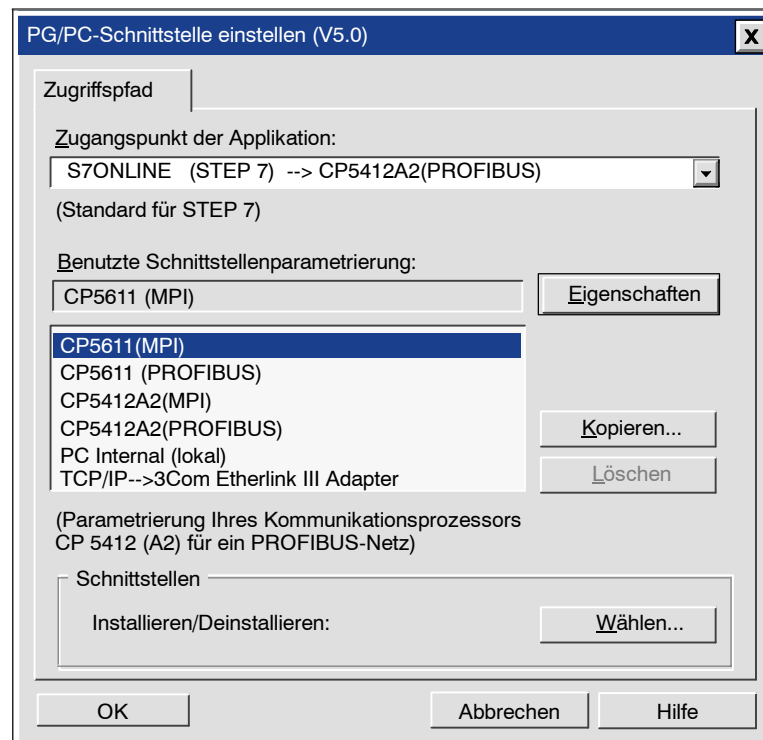 PG/PC-Schnittstelle einstellen (V5.0)
X
Zugriffspfad
Zugangspunkt der Applikation:
S7ONLINE (STEP 7) --> CP5412A2(PROFIBUS)
(Standard für STEP 7)
Benutzte Schnittstellenparametrierung:
CP5611 (MPI)
Eigenschaften
CP5611(MPI)
CP5611 (PROFIBUS)
CP5412A2(MPI)
CP5412A2(PROFIBUS)
PC Internal (lokal)
TCP/IP-->3Com Etherlink III Adapter
Kopieren...
Löschen
(Parametrierung Ihres Kommunikationsprozessors
CP 5412 (A2) für ein PROFIBUS-Netz)
Schnittstellen
Installieren/Deinstallieren:
Wählen...
OK
Abbrechen
Hilfe